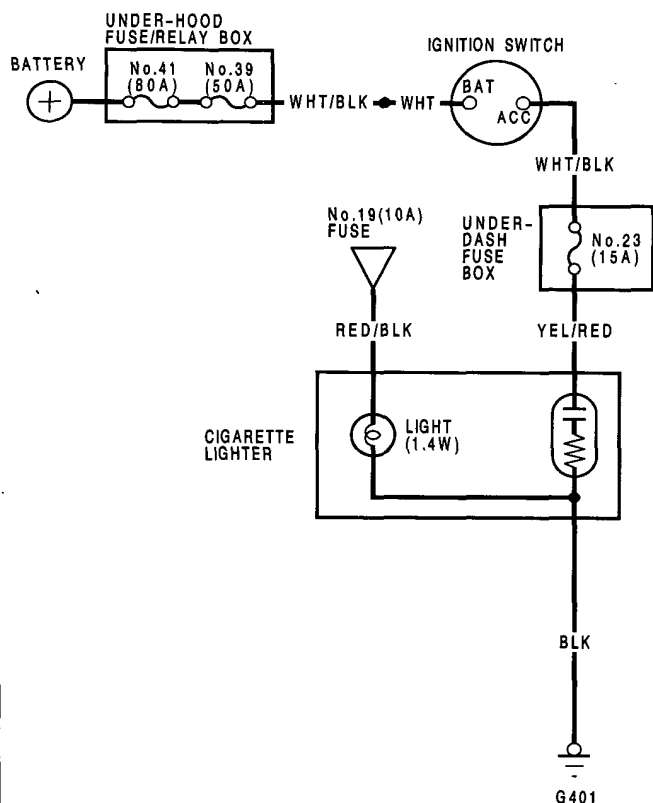 UNDER-HOOD
FUSE/RELAY BOX
BATTERY
No.41
(80A)
No.39
(50A)
WHT/BLK
WHT
IGNITION SWITCH
BAT
ACC
WHT/BLK
No.19(10A)
FUSE
UNDER-
DASH
FUSE
BOX
No.23
(15A)
RED/BLK
YEL/RED
CIGARETTE
LIGHTER
LIGHT
(1.4W)
BLK
G401